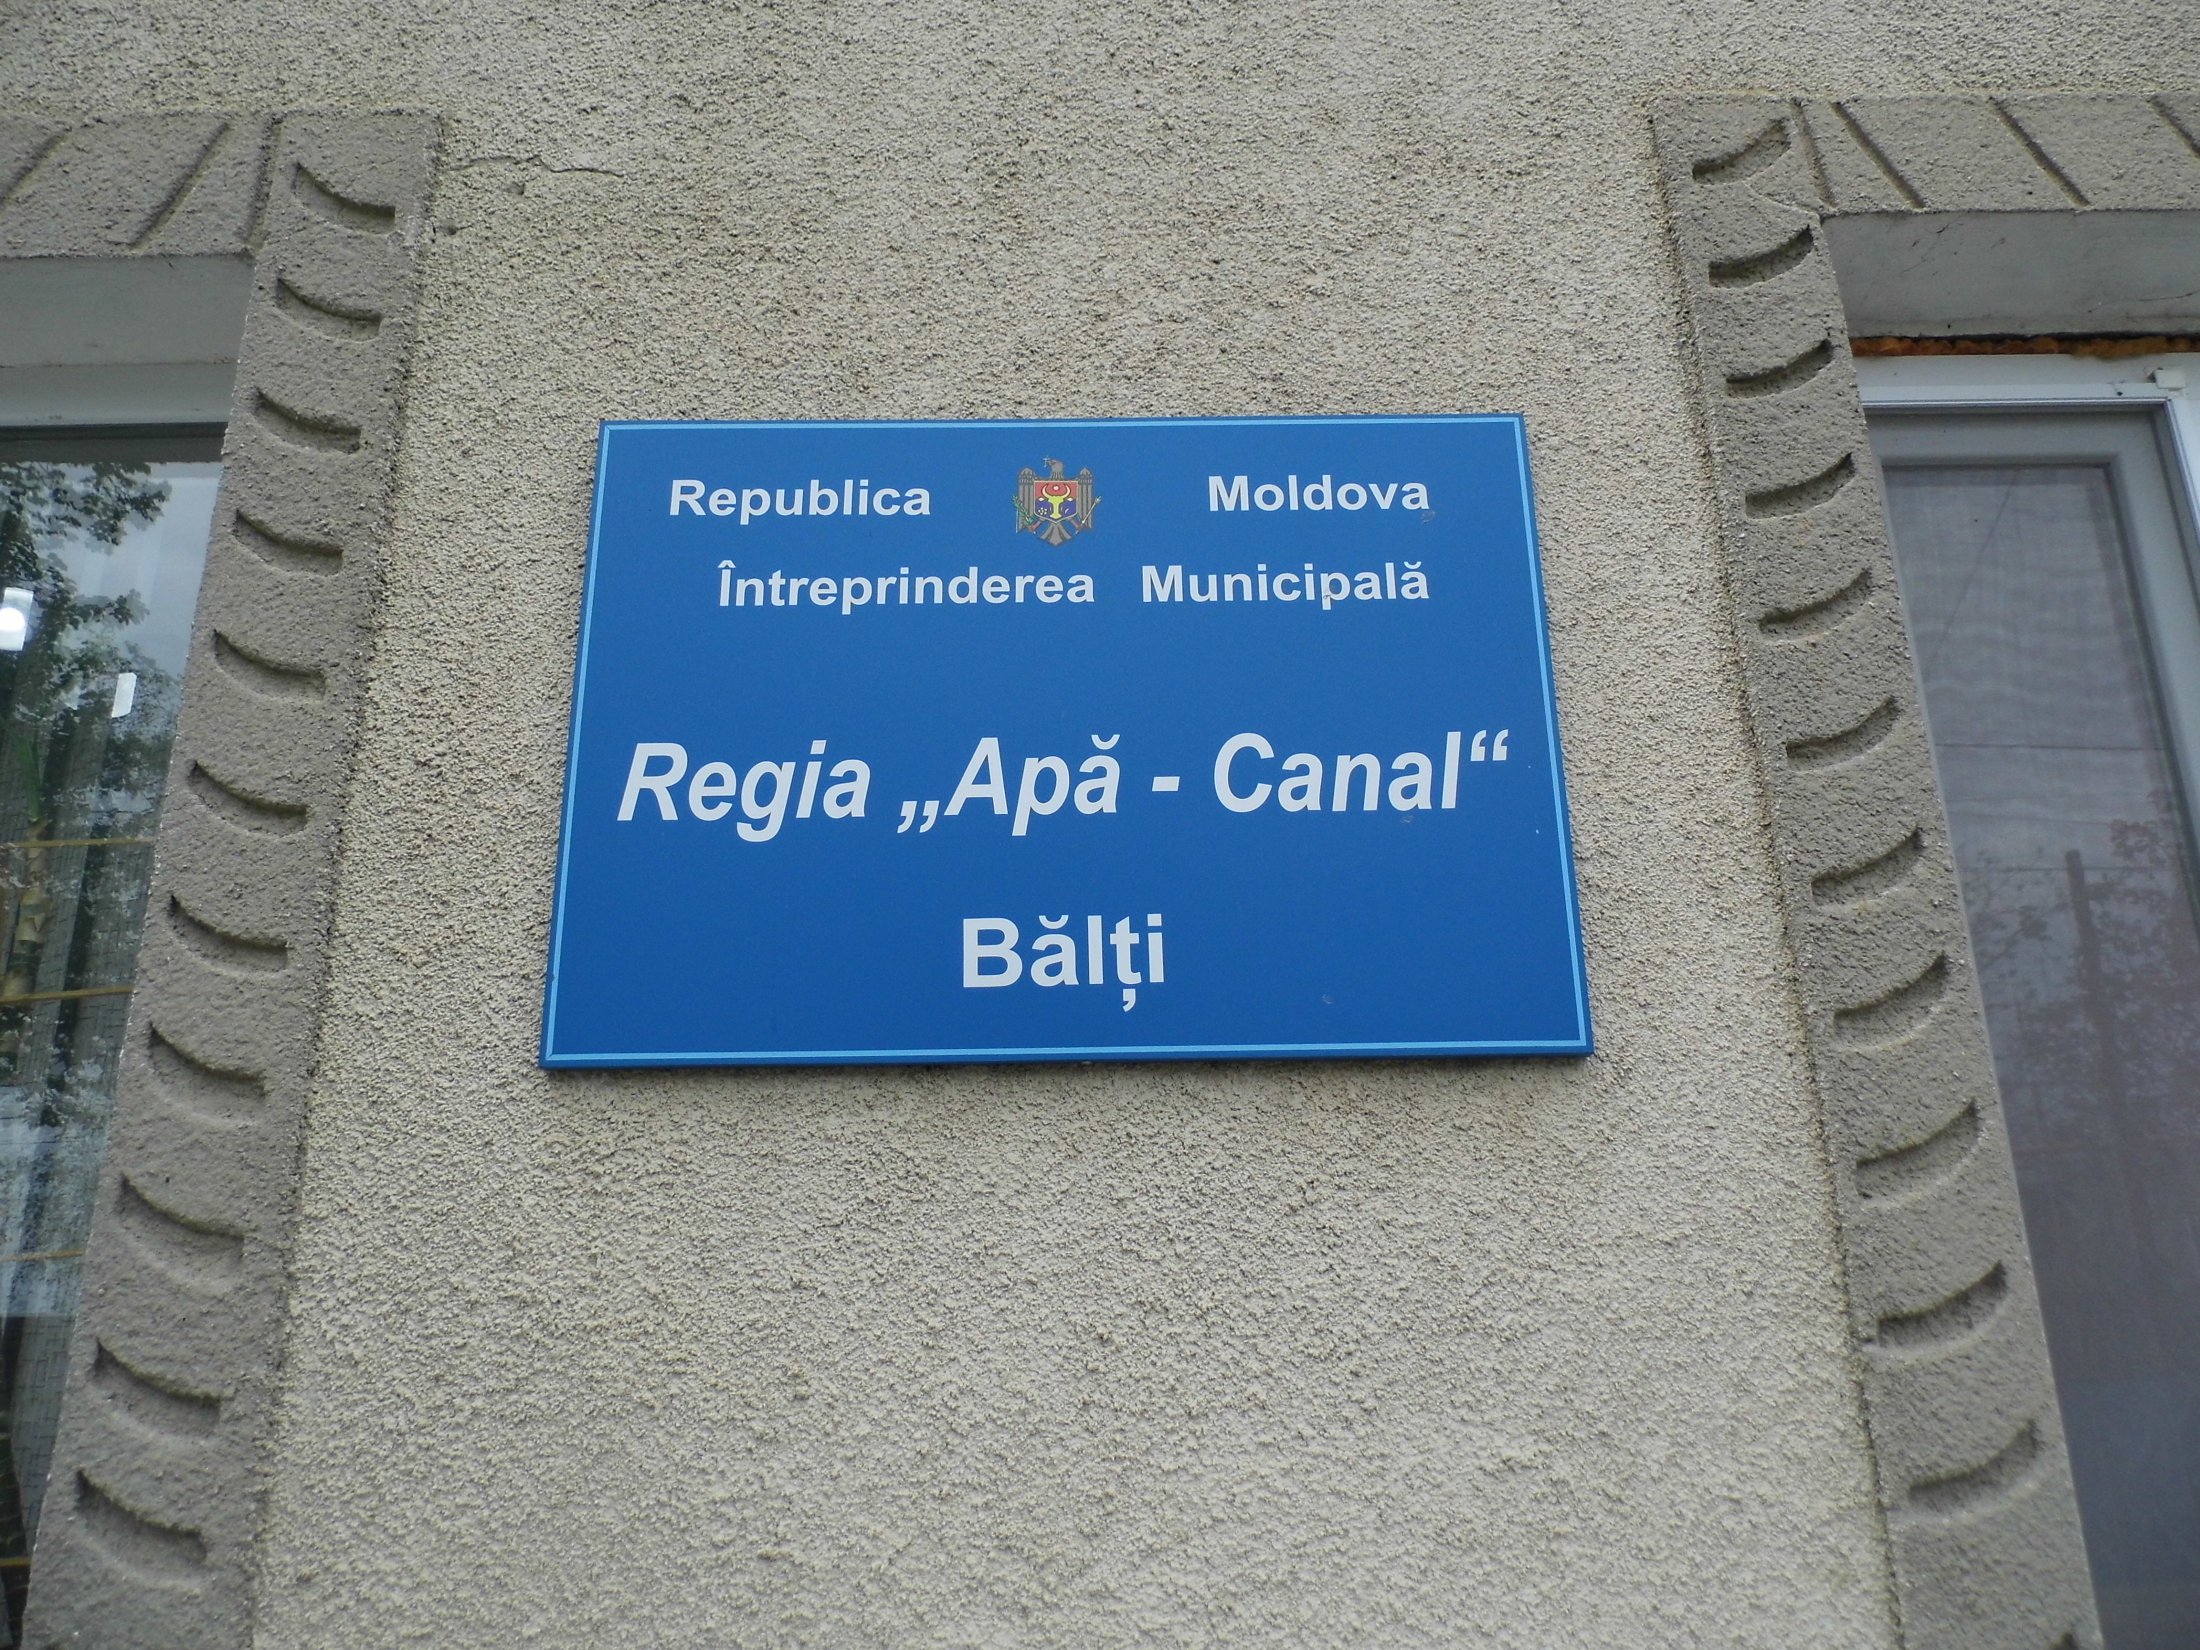 Republica Moldova
Întreprinderea Municipală
Regia „Apă - Canal“
Bălți